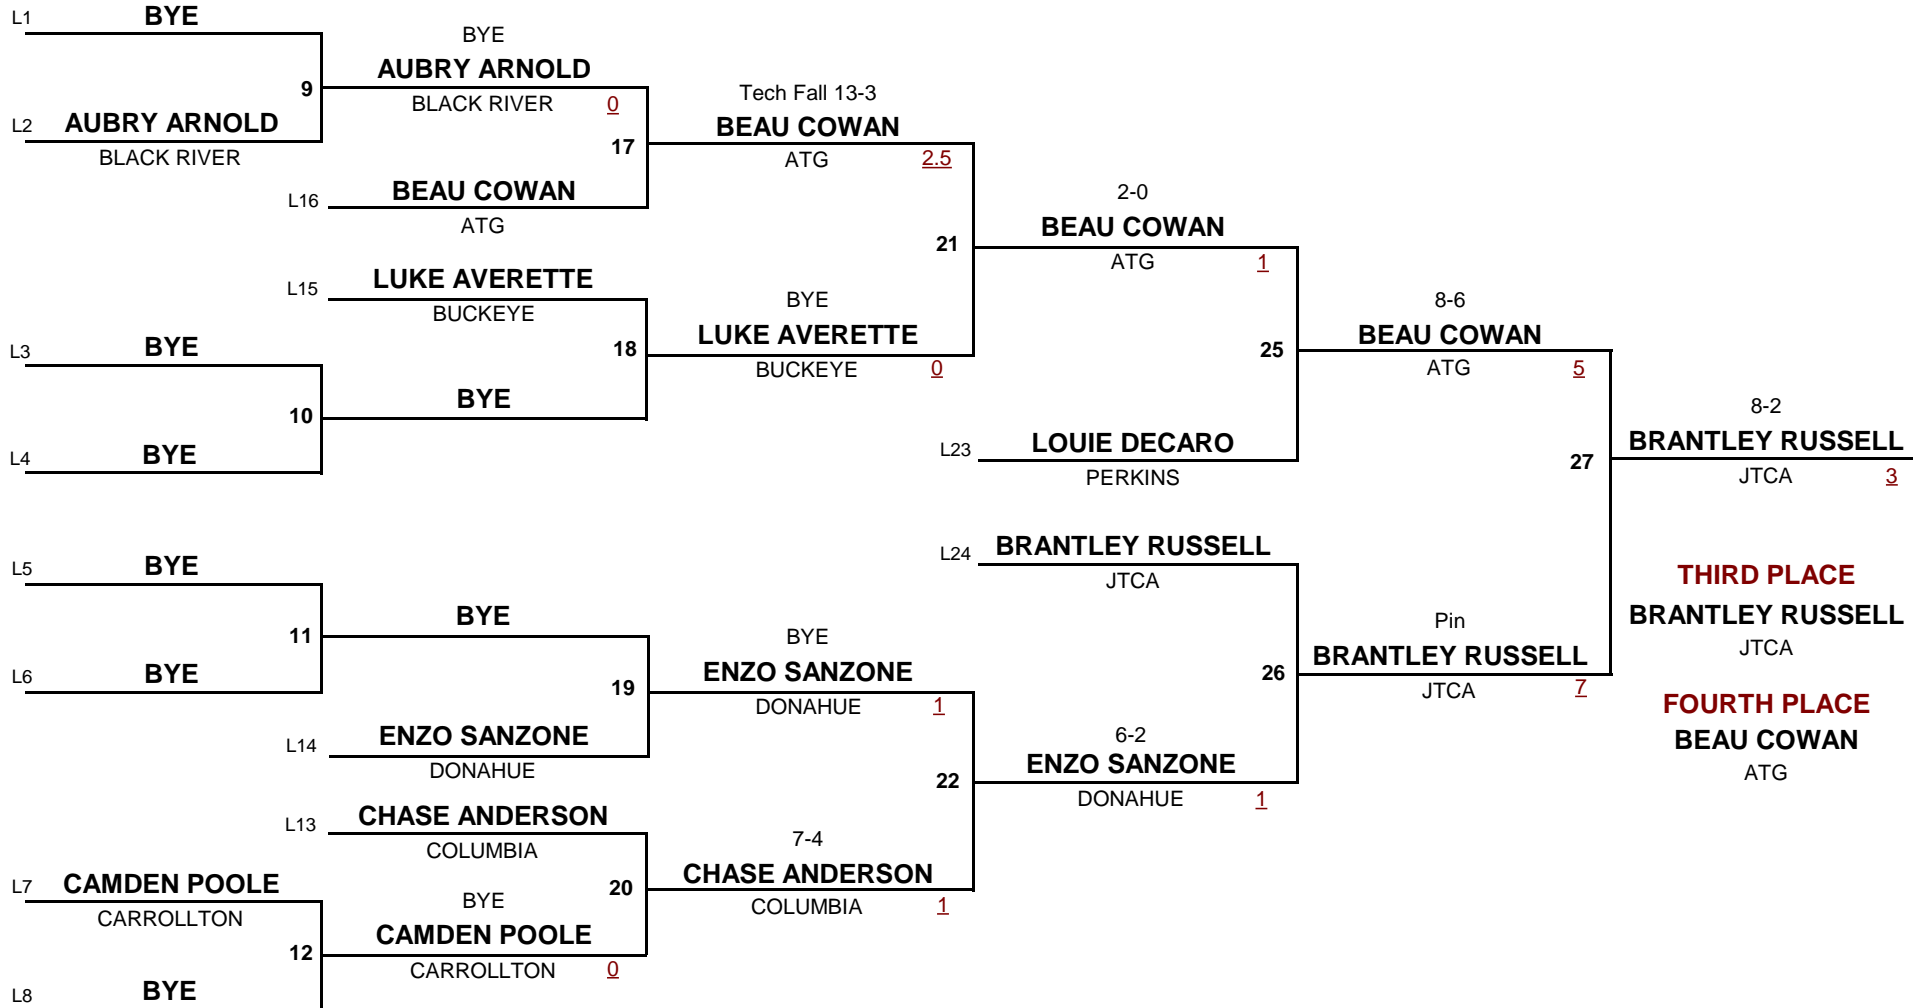 L1 BYE
9
L2 AUBRY ARNOLD
BLACK RIVER
BYE
AUBRY ARNOLD
BLACK RIVER 0
17
L16 BEAU COWAN
ATG
Tech Fall 13-3
BEAU COWAN
ATG 2.5
L15 LUKE AVERETTE
BUCKEYE
18
L3 BYE
10
BYE
L4 BYE
BYE
LUKE AVERETTE
BUCKEYE 0
21
2-0
BEAU COWAN
ATG 1
25
L23 LOUIE DECARO
PERKINS
8-6
BEAU COWAN
ATG 5
27
8-2
BRANTLEY RUSSELL
JTCA 3
L5 BYE
11
BYE
L6 BYE
19
L14 ENZO SANZONE
DONAHUE
BYE
ENZO SANZONE
DONAHUE 1
22
L13 CHASE ANDERSON
COLUMBIA
20
L7 CAMDEN POOLE
CARROLLTON
12
BYE
CAMDEN POOLE
CARROLLTON 0
L8 BYE
7-4
CHASE ANDERSON
COLUMBIA 1
L24 BRANTLEY RUSSELL
JTCA
26
6-2
ENZO SANZONE
DONAHUE 1
Pin
BRANTLEY RUSSELL
JTCA 7
THIRD PLACE
BRANTLEY RUSSELL
JTCA
FOURTH PLACE
BEAU COWAN
ATG